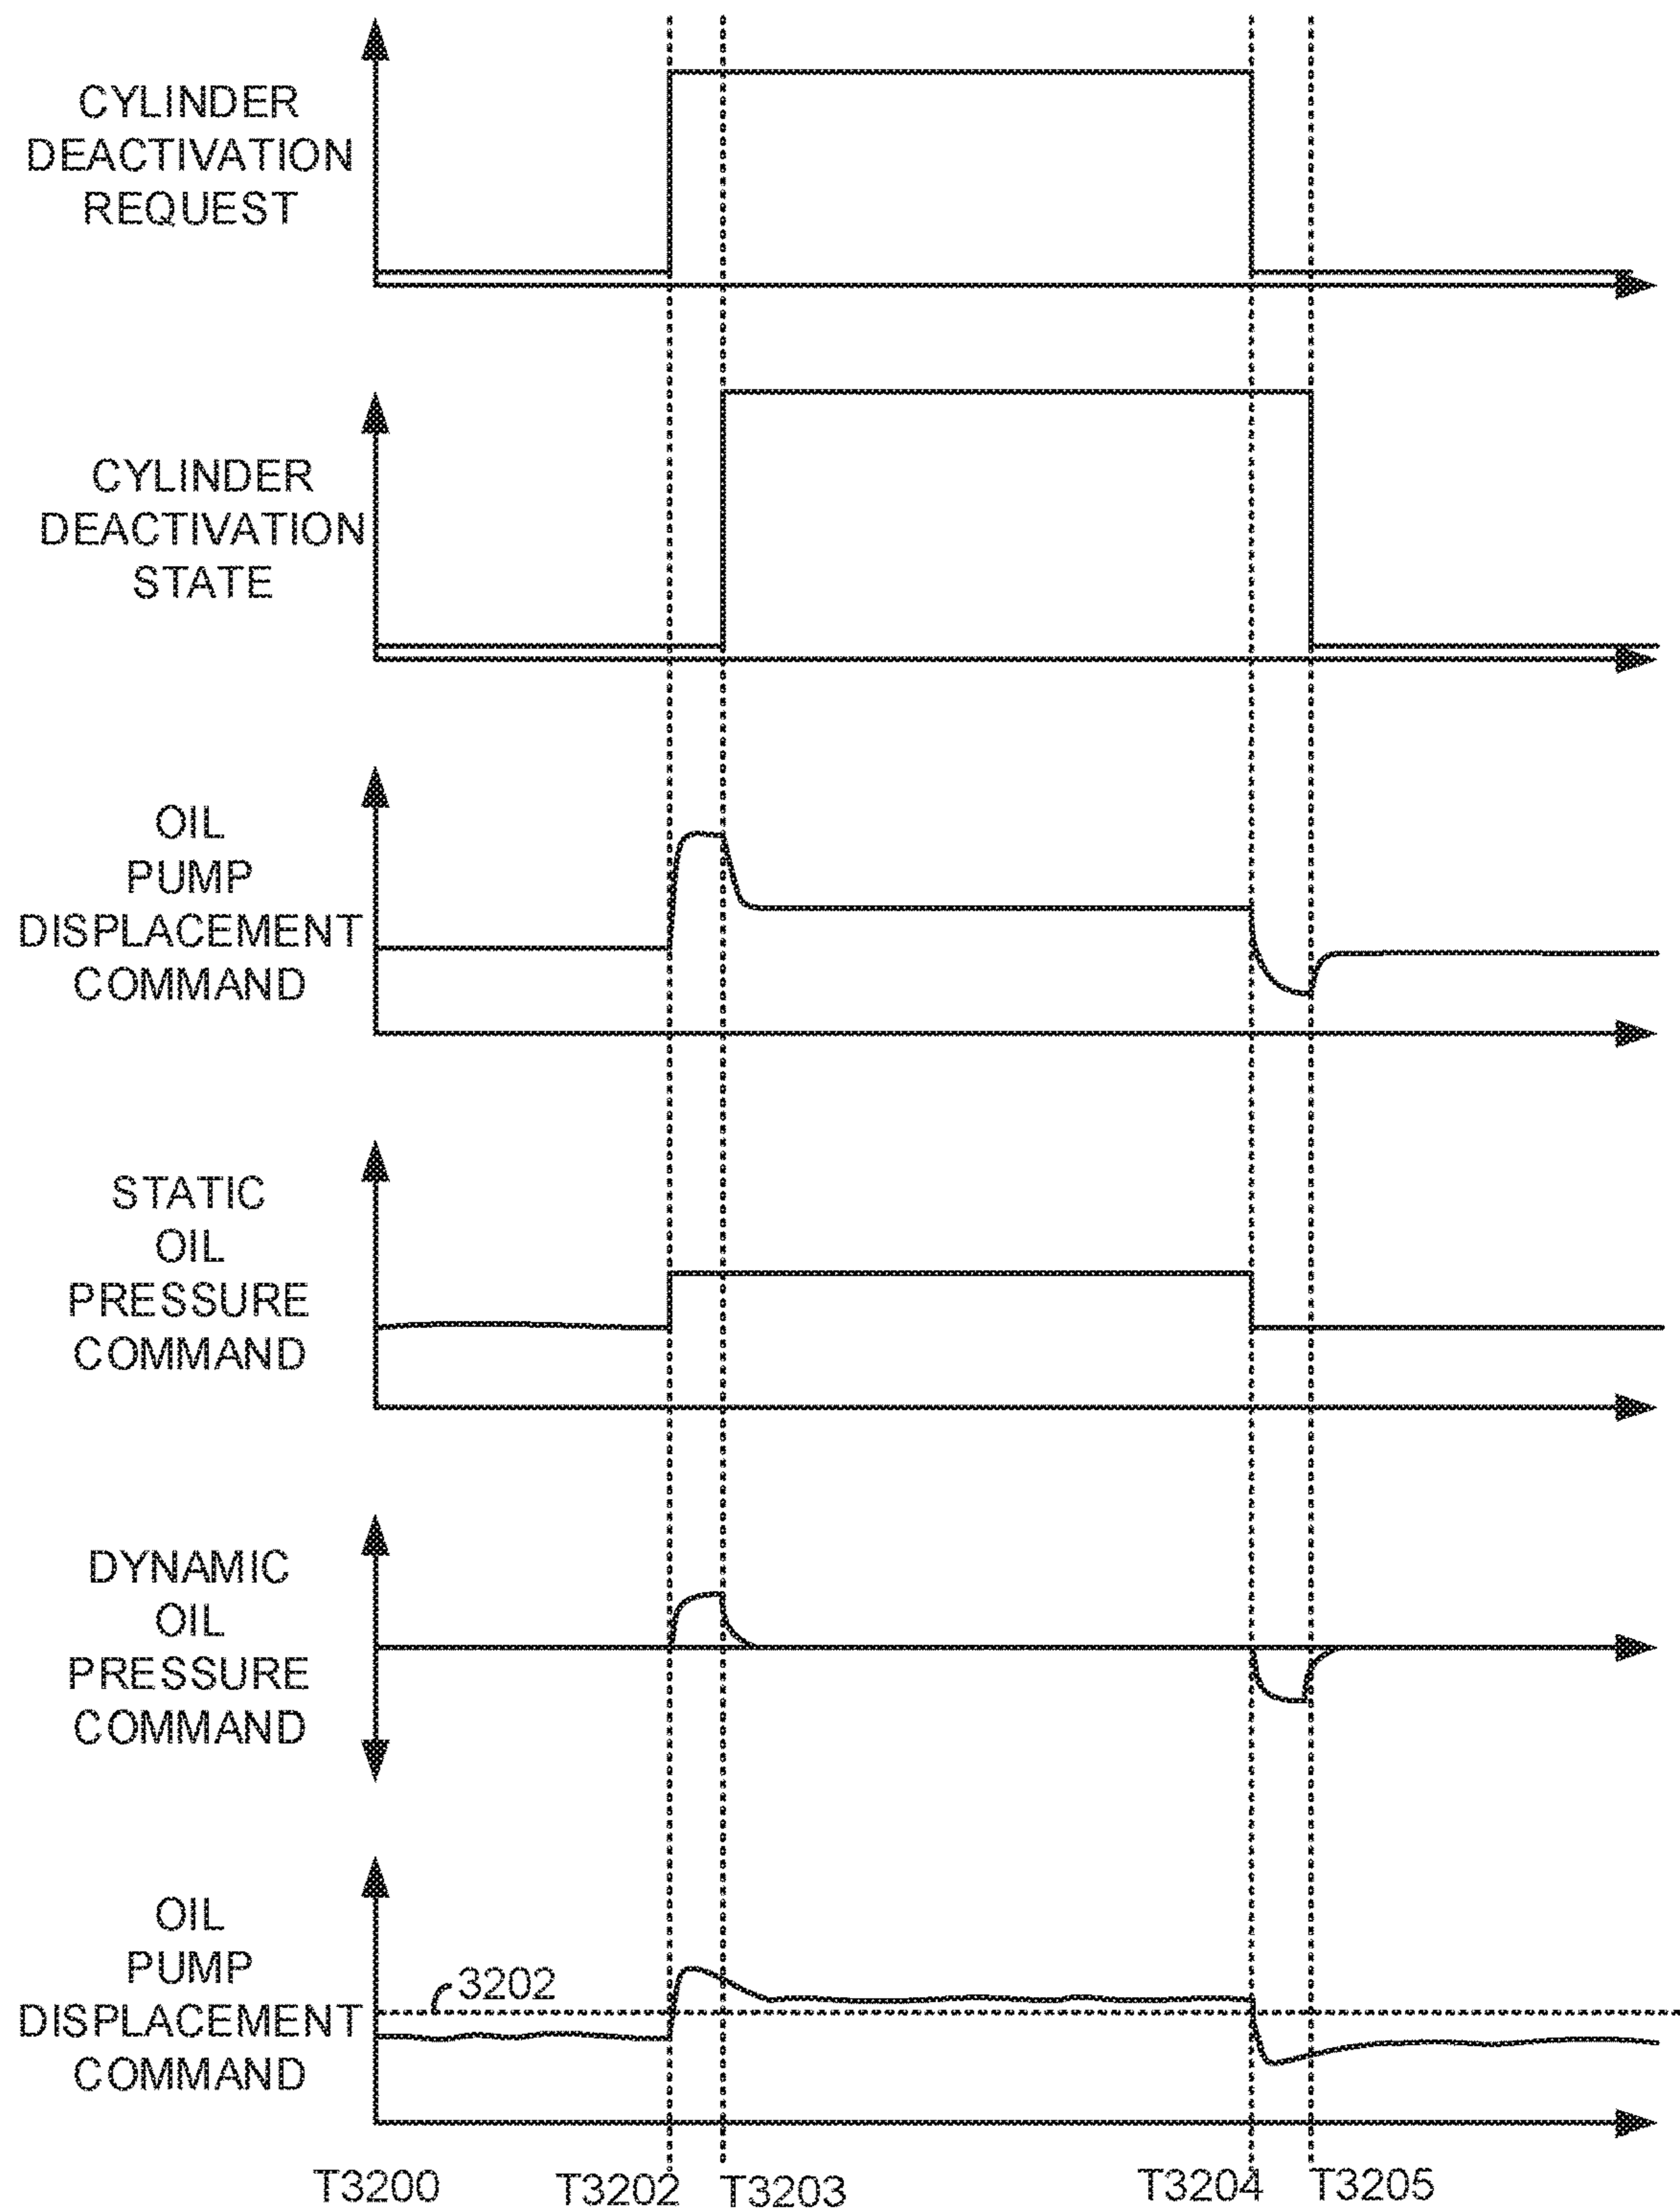 CYLINDER
DEACTIVATION
REQUEST
CYLINDER
DEACTIVATION
STATE
OIL
PUMP
DISPLACEMENT
COMMAND
STATIC
OIL
PRESSURE
COMMAND
DYNAMIC
OIL
PRESSURE
COMMAND
OIL
PUMP
DISPLACEMENT
COMMAND
3202
T3200 T3202 T3203 T3204 T3205